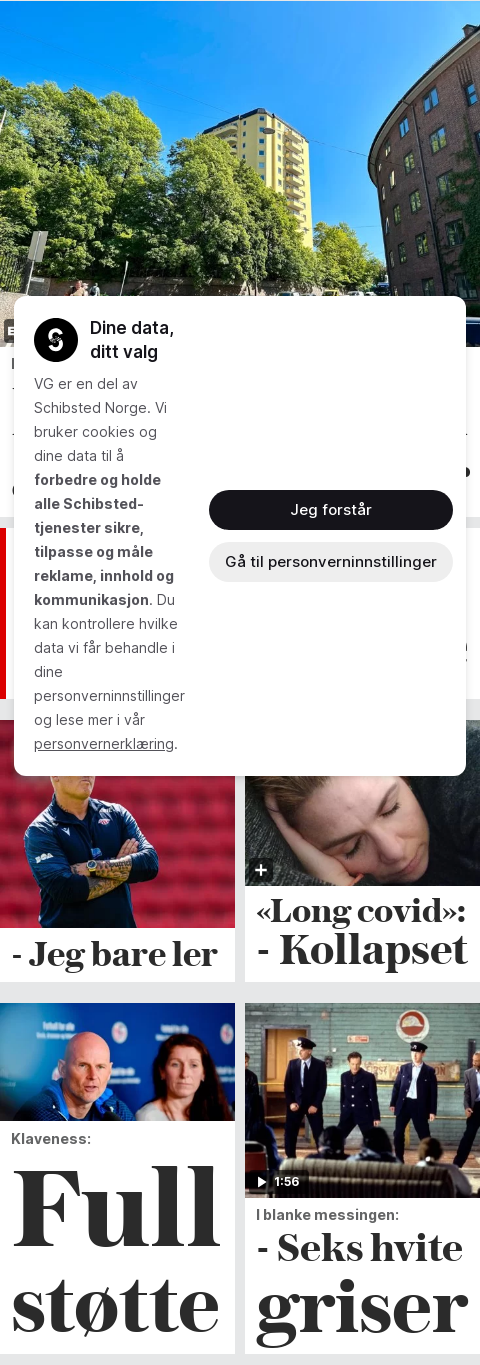 Dine data,
ditt valg
VG er en del av
Schibsted Norge. Vi
bruker cookies og
dine data til å
forbedre og holde
alle Schibsted-
tjenester sikre,
tilpasse og måle
reklame, innhold og
kommunikasjon. Du
kan kontrollere hvilke
data vi får behandle i
dine
personverninnstillinger
og lese mer i vår
personvernerklæring.
Jeg forstår
Gå til personverninnstillinger
- Jeg bare ler
«Long covid»:
- Kollapset
Klaveness:
Full
støtte
1:56
I blanke messingen:
- Seks hvite
griser